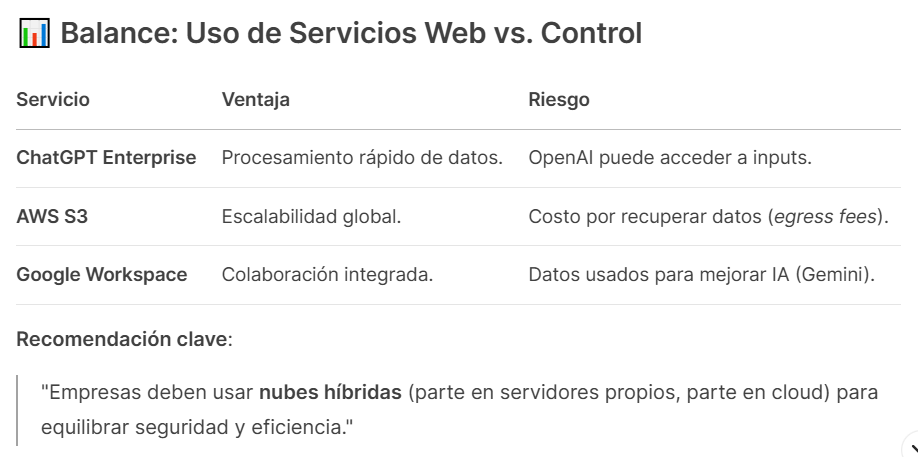 📊 Balance: Uso de Servicios Web vs. Control
Servicio Ventaja Riesgo
ChatGPT Enterprise Procesamiento rápido de datos. OpenAI puede acceder a inputs.
AWS S3 Escalabilidad global. Costo por recuperar datos (egress fees).
Google Workspace Colaboración integrada. Datos usados para mejorar IA (Gemini).
Recomendación clave:
"Empresas deben usar nubes híbridas (parte en servidores propios, parte en cloud) para
equilibrar seguridad y eficiencia."